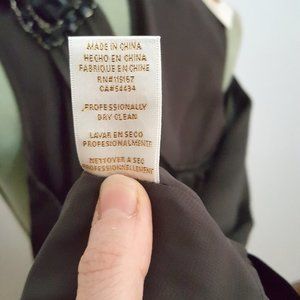 MADE IN CHINA
HECHO EN CHINA
FABRIQUE EN CHINE
RN#119167
CA#54434
PROFESSIONALLY
DRY CLEAN
LAVAR EN SECO
PROFESIONALMENTE
NETTOYER A SEC
PROFESSIONNELLEMENT